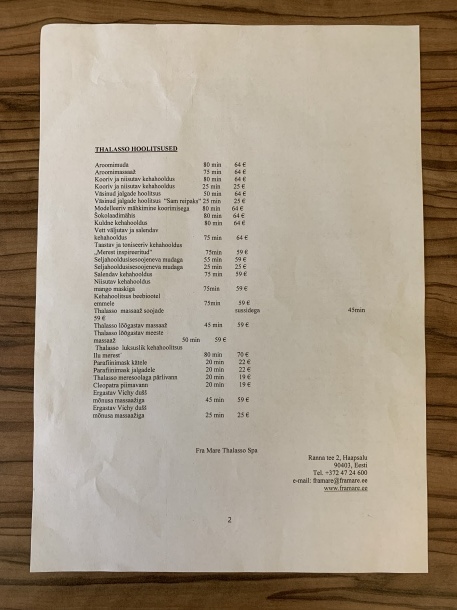 THALASSO HOOLITSUSED
Aroomimuda 80 min 64 €
Aroomimassaaž 75 min 64 €
Kooriv ja niisutav kehahooldus 80 min 64 €
Kooriv ja niisutav kehahooldus 25 min 25 €
Väsinud jalgade hoolitsus 50 min 40 €
Väsinud jalgade hoolitsus "Sam reipaks" 25 min 25 €
Modelleeriv mähkimine koorimisega 80 min 64 €
Šokolaadimähis 80 min 64 €
Kuldne kehahooldus 80 min 64 €
Vett väljutav ja salendav
kehahooldus 75 min 64 €
Taastav ja toniseeriv kehahooldus
„Merest inspireeritud" 75min 59 €
Seljahooldusisesoojeneva mudaga 55 min 59 €
Seljahooldusisesoojeneva mudaga 25 min 25 €
Salendav kehahooldus 75 min 59 €
Niisutav kehahooldus
mango maskiga 75min 59 €
Kehahoolitsus beebiootel
emmele 75min 59 €
Thalasso massaaž soojade sussidega 45min
59 €
Thalasso lõõgastav massaaž 45 min 59 €
Thalasso lõõgastav meeste
massaaž 50 min 59 €
Thalasso luksuslik kehahoolitsus
Ilu merest 80 min 70 €
Parafiinimask kätele 20 min 22 €
Parafiinimask jalgadele 20 min 22 €
Thalasso meresoolaga pärlivann 20 min 19 €
Cleopatra piimavann 20 min 19 €
Ergastav Vichy dušš
mõnusa massaažiga 45 min 59 €
Ergastav Vichy dušš
mõnusa massaažiga 25 min 25 €
Fra Mare Thalasso Spa
Ranna tee 2, Haapsalu
90403, Eesti
Tel. +372 47 24 600
e-mail: framare@framare.ee
www.framare.ee
2